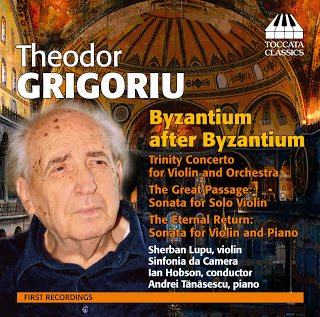 Theodor
GRIGORIU
TOCCATA
CLASSICS
Byzantium
after Byzantium
Trinity Concerto
for Violin and Orchestra
The Great Passage:
Sonata for Solo Violin
The Eternal Return:
Sonata for Violin and Piano
Sherban Lupu, violin
Sinfonia da Camera
Ian Hobson, conductor
Andrei Tănăsescu, piano
FIRST RECORDINGS